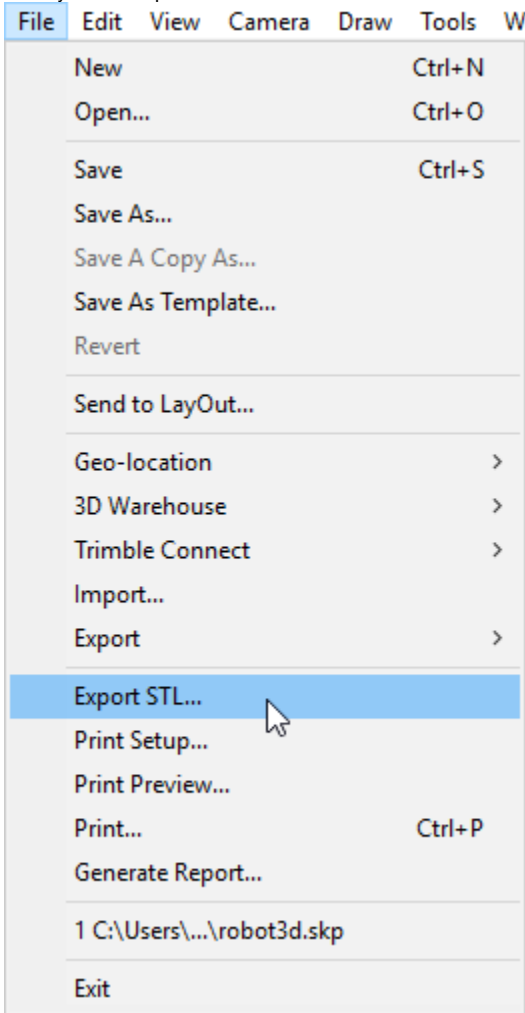 File Edit View Camera Draw Tools W
New Ctrl+N
Open... Ctrl+O
Save Ctrl+S
Save As...
Save A Copy As...
Save As Template...
Revert
Send to LayOut...
Geo-location >
3D Warehouse >
Trimble Connect >
Import...
Export >
Export STL...
Print Setup...
Print Preview...
Print... Ctrl+P
Generate Report...
1 C:\Users\...\robot3d.skp
Exit